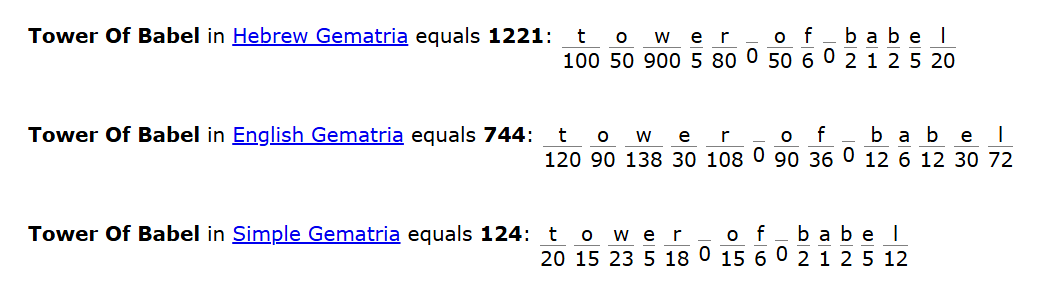 Tower Of Babel in Hebrew Gematria equals 1221: t o w e r _ o f _ b a b e l
100 50 900 5 80 0 50 6 0 2 1 2 5 20
Tower Of Babel in English Gematria equals 744: t o w e r _ o f _ b a b e l
120 90 138 30 108 0 90 36 0 12 6 12 30 72
Tower Of Babel in Simple Gematria equals 124: t o w e r _ o f _ b a b e l
20 15 23 5 18 0 15 6 0 2 1 2 5 12